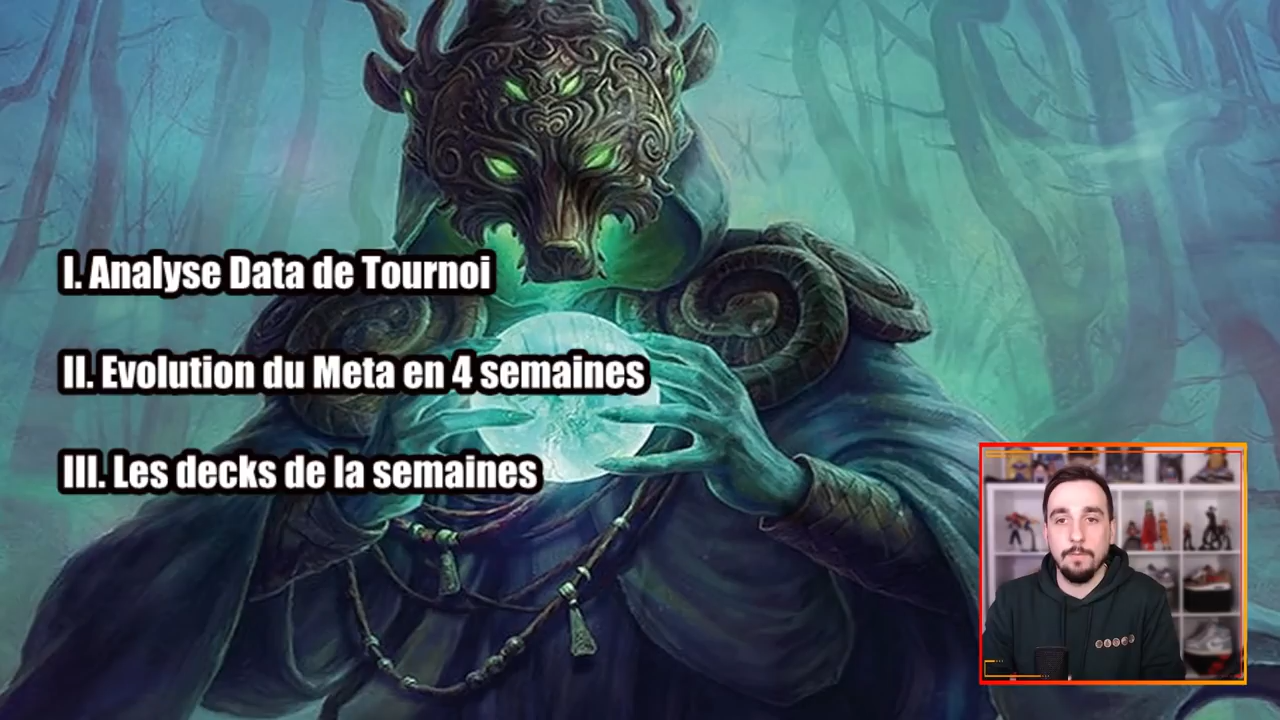 I. Analyse Data de Tournoi
II. Evolution du Meta en 4 semaines
III. Les decks de la semaines